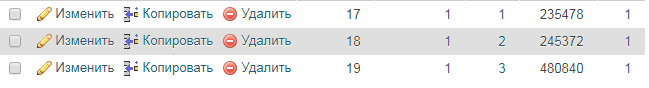 Изменить Копировать Удалить 17 1 1 235478 1
Изменить Копировать Удалить 18 1 2 245372 1
Изменить Копировать Удалить 19 1 3 480840 1